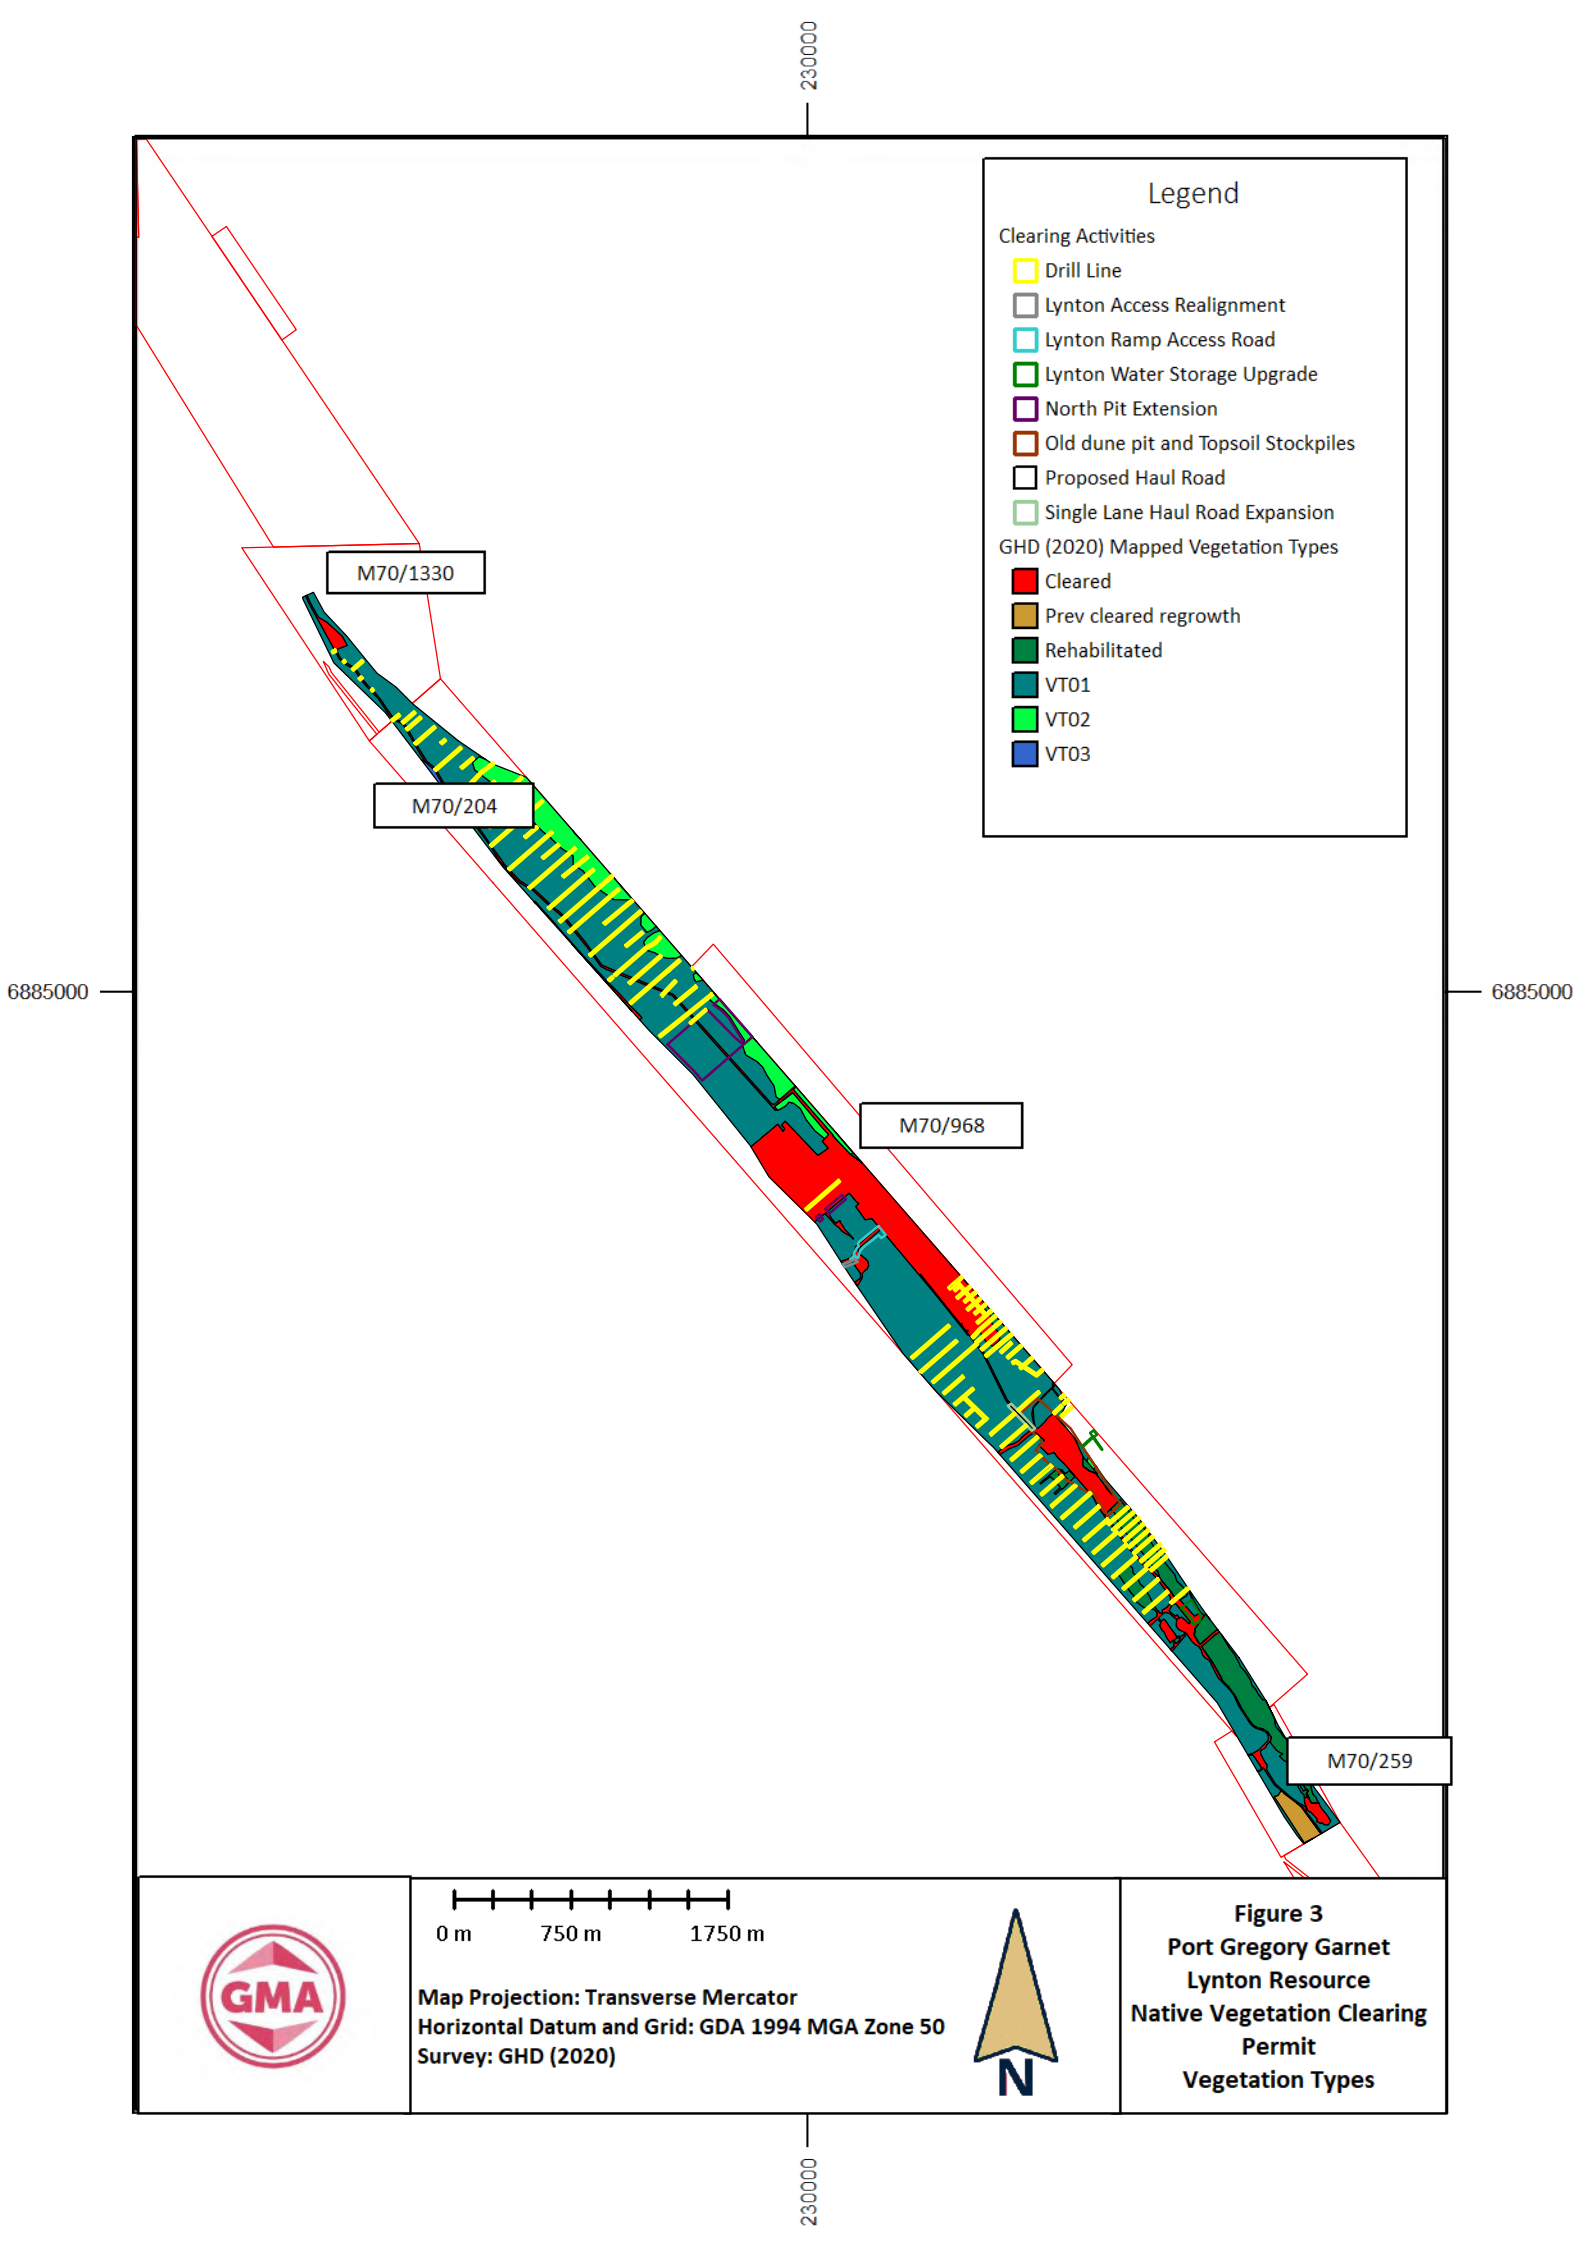 230000
Legend
Clearing Activities
Drill Line
Lynton Access Realignment
Lynton Ramp Access Road
Lynton Water Storage Upgrade
North Pit Extension
Old dune pit and Topsoil Stockpiles
Proposed Haul Road
Single Lane Haul Road Expansion
GHD (2020) Mapped Vegetation Types
Cleared
Prev cleared regrowth
Rehabilitated
VT01
VT02
VT03
M70/1330
M70/204
6885000
6885000
M70/968
M70/259
GMA
0 m 750 m 1750 m
Map Projection: Transverse Mercator
Horizontal Datum and Grid: GDA 1994 MGA Zone 50
Survey: GHD (2020)
N
Figure 3
Port Gregory Garnet
Lynton Resource
Native Vegetation Clearing
Permit
Vegetation Types
230000